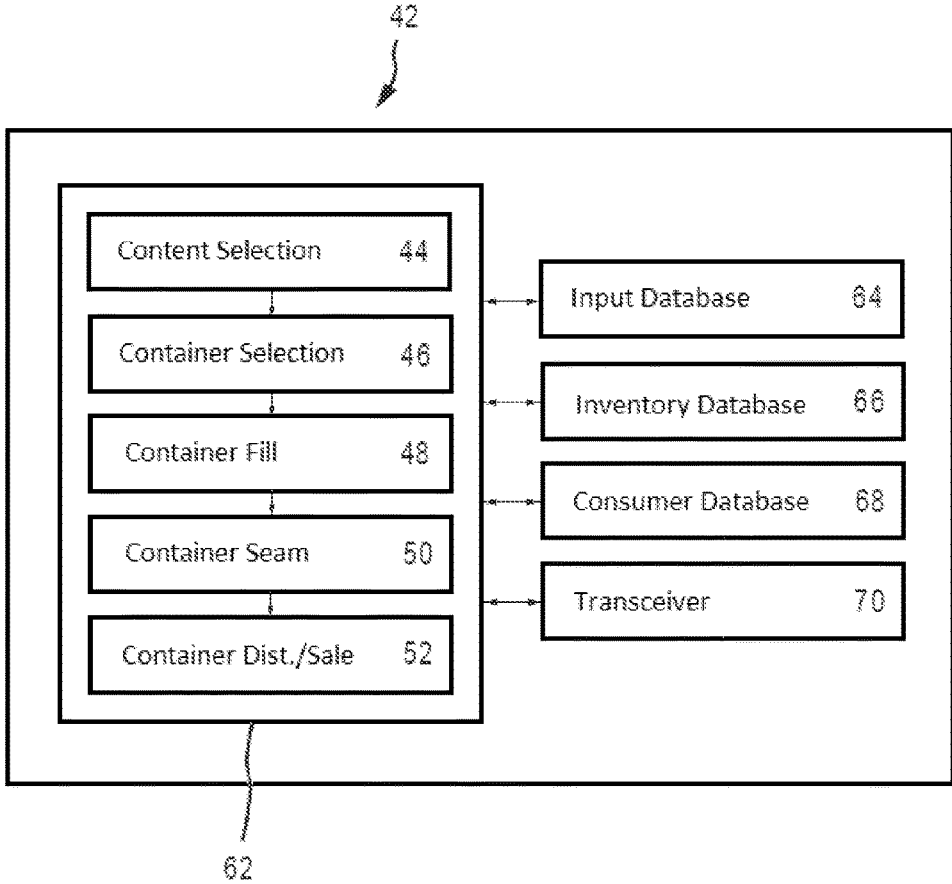 42
Content Selection 44
Container Selection 46
Container Fill 48
Container Seam 50
Container Dist./Sale 52
Input Database 64
Inventory Database 66
Consumer Database 68
Transceiver 70
62